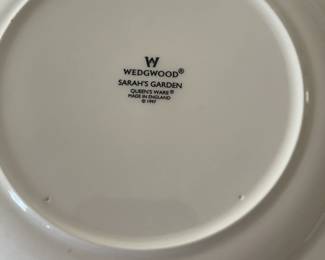 W
WEDGWOOD®
SARAH'S GARDEN
QUEEN'S WARE®
MADE IN ENGLAND
© 1997